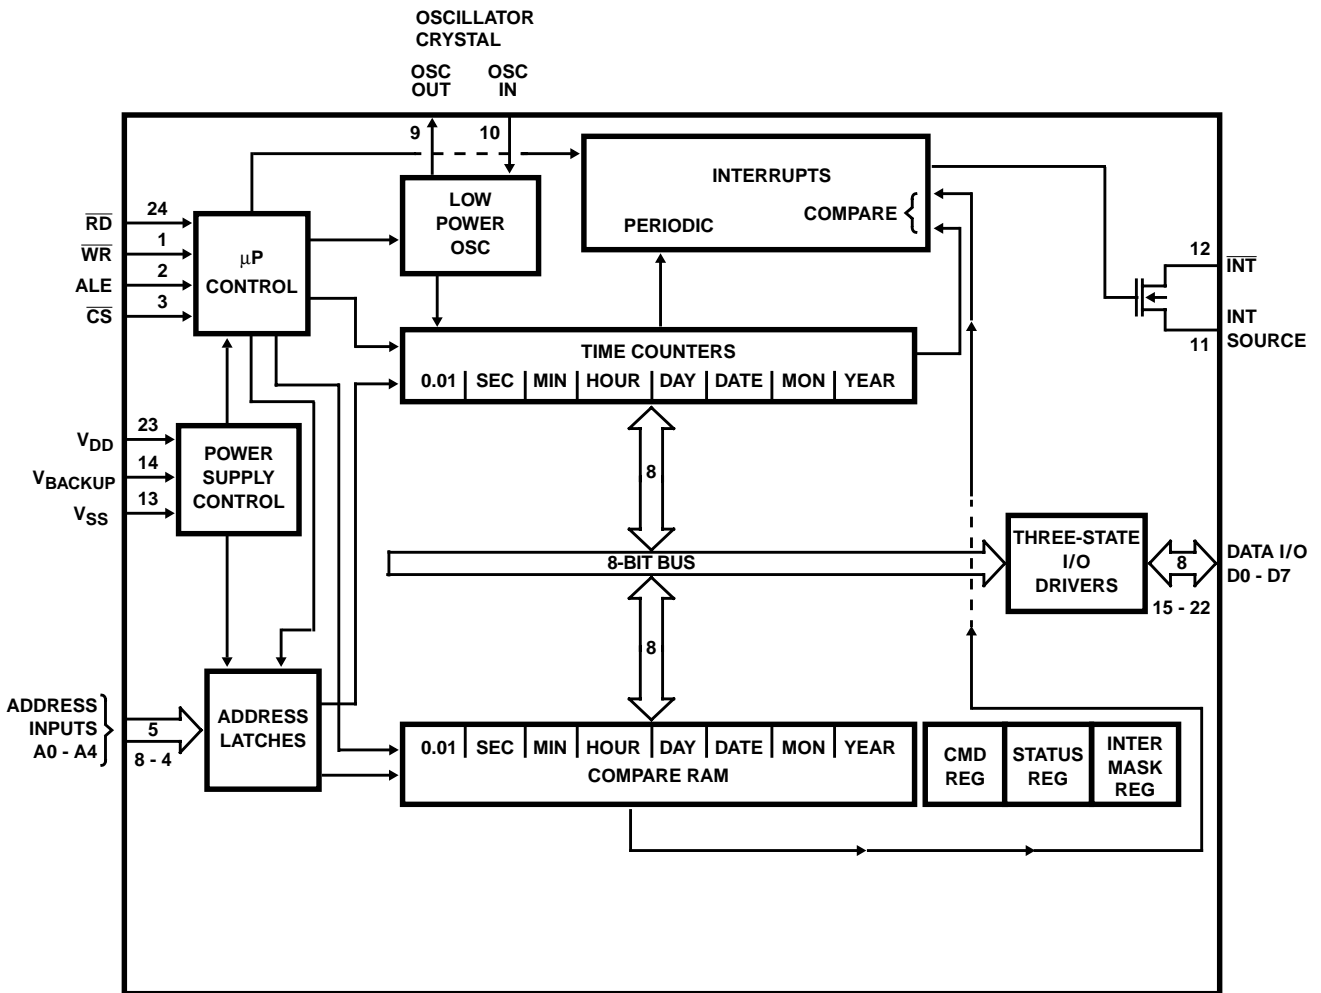 OSCILLATOR
CRYSTAL
OSC
OUT
OSC
IN
9
10
INTERRUPTS
COMPARE
PERIODIC
LOW
POWER
OSC
R̅D̅
24
W̅R̅
1
ALE
2
C̅S̅
3
µP
CONTROL
12
I̅N̅T̅
INT
SOURCE
11
TIME COUNTERS
0.01 SEC MIN HOUR DAY DATE MON YEAR
VDD
23
VBACKUP
14
VSS
13
POWER
SUPPLY
CONTROL
8
8-BIT BUS
THREE-STATE
I/O
DRIVERS
8
DATA I/O
D0 - D7
15 - 22
8
ADDRESS
INPUTS
A0 - A4
5
8 - 4
ADDRESS
LATCHES
0.01 SEC MIN HOUR DAY DATE MON YEAR
COMPARE RAM
CMD
REG
STATUS
REG
INTER
MASK
REG